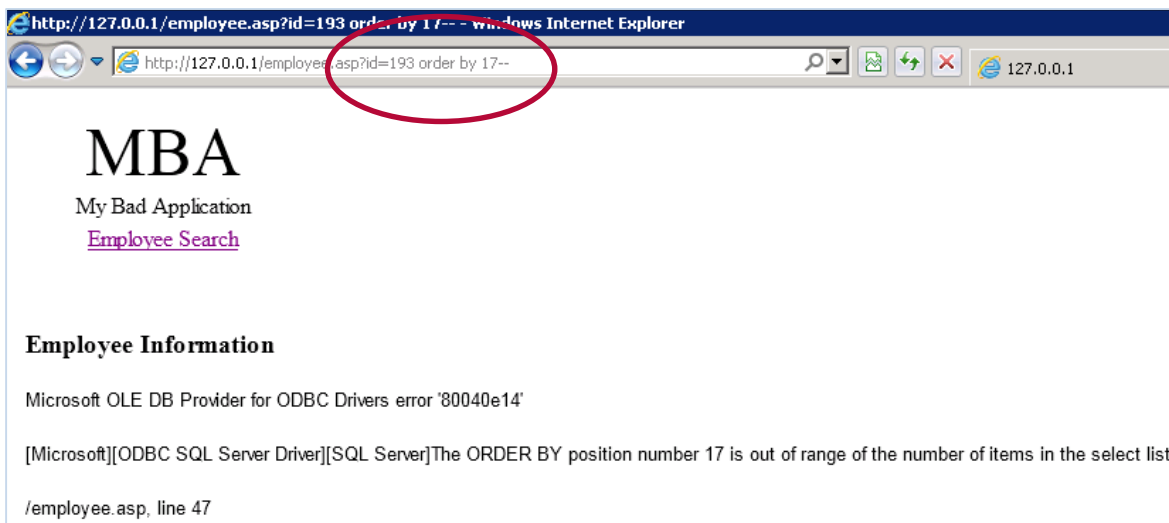 http://127.0.0.1/employee.asp?id=193 order by 17-- - Windows Internet Explorer
http://127.0.0.1/employee.asp?id=193 order by 17--
127.0.0.1
MBA
My Bad Application
Employee Search
Employee Information
Microsoft OLE DB Provider for ODBC Drivers error '80040e14'
[Microsoft][ODBC SQL Server Driver][SQL Server]The ORDER BY position number 17 is out of range of the number of items in the select list
/employee.asp, line 47